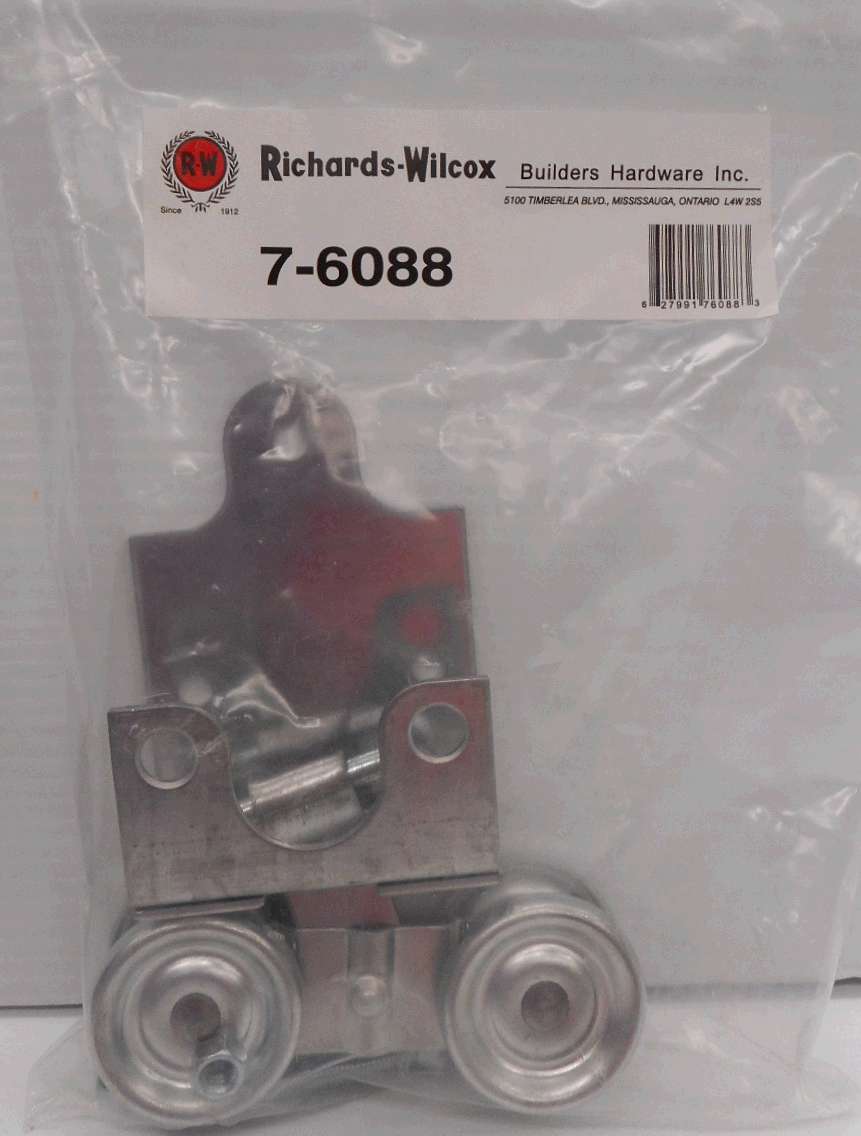 R-W
Since 1912
Richards-Wilcox
Builders Hardware Inc.
5100 TIMBERLEA BLVD., MISSISSAUGA, ONTARIO L4W 2S5
7-6088
6 27991 76088 3